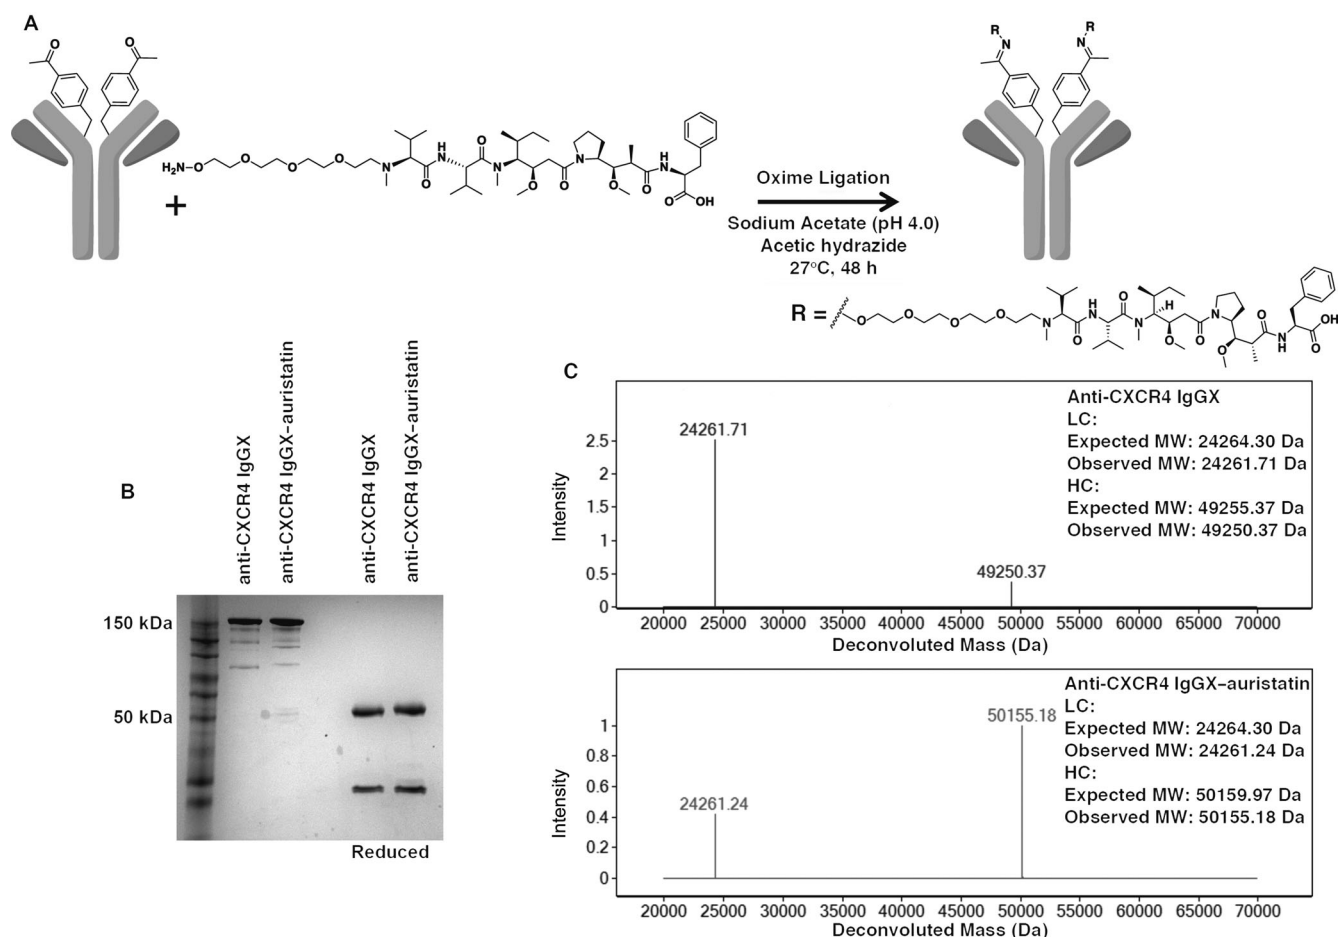 A
O
O
H₂N
O
O
O
O
N
O
H
N
O
N
O
O
N
O
O
H
N
O
OH
+
Oxime Ligation
Sodium Acetate (pH 4.0)
Acetic hydrazide
27°C, 48 h
R
N
R
N
R =
O
O
O
O
N
O
H
N
O
N
H
O
O
N
O
O
N
H
O
OH
B
anti-CXCR4 IgGX
anti-CXCR4 IgGX–auristatin
anti-CXCR4 IgGX
anti-CXCR4 IgGX–auristatin
150 kDa
50 kDa
Reduced
C
Intensity
2.5
2
1.5
1
0.5
0
24261.71
49250.37
Anti-CXCR4 IgGX
LC:
Expected MW: 24264.30 Da
Observed MW: 24261.71 Da
HC:
Expected MW: 49255.37 Da
Observed MW: 49250.37 Da
20000 25000 30000 35000 40000 45000 50000 55000 60000 65000 70000
Deconvoluted Mass (Da)
Intensity
1
0.8
0.6
0.4
0.2
0
24261.24
50155.18
Anti-CXCR4 IgGX–auristatin
LC:
Expected MW: 24264.30 Da
Observed MW: 24261.24 Da
HC:
Expected MW: 50159.97 Da
Observed MW: 50155.18 Da
20000 25000 30000 35000 40000 45000 50000 55000 60000 65000 70000
Deconvoluted Mass (Da)